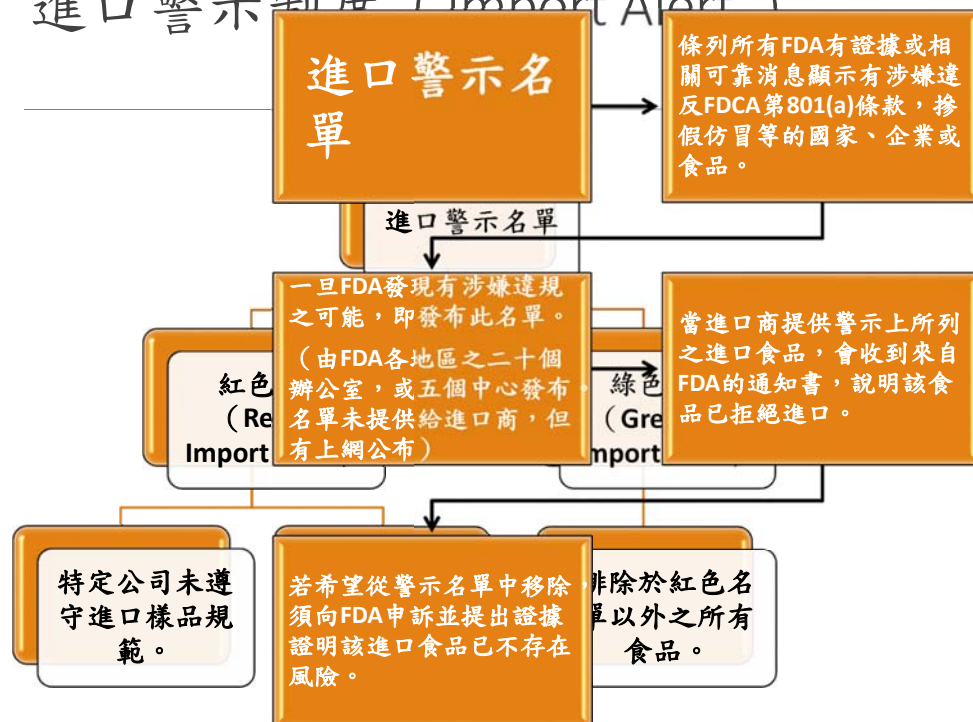 進口警示制度（Import Alert）
進口警示名
單
條列所有FDA有證據或相
關可靠消息顯示有涉嫌違
反FDCA第801(a)條款，摻
假仿冒等的國家、企業或
食品。
進口警示名單
一旦FDA發現有涉嫌違規
之可能，即發布此名單。
（由FDA各地區之二十個
辦公室，或五個中心發布。
名單未提供給進口商，但
有上網公布）
當進口商提供警示上所列
之進口食品，會收到來自
FDA的通知書，說明該食
品已拒絕進口。
紅色
（Re
Import
綠色
（Gre
mport
特定公司未遵
守進口樣品規
範。
若希望從警示名單中移除，
須向FDA申訴並提出證據
證明該進口食品已不存在
風險。
排除於紅色名
單以外之所有
食品。